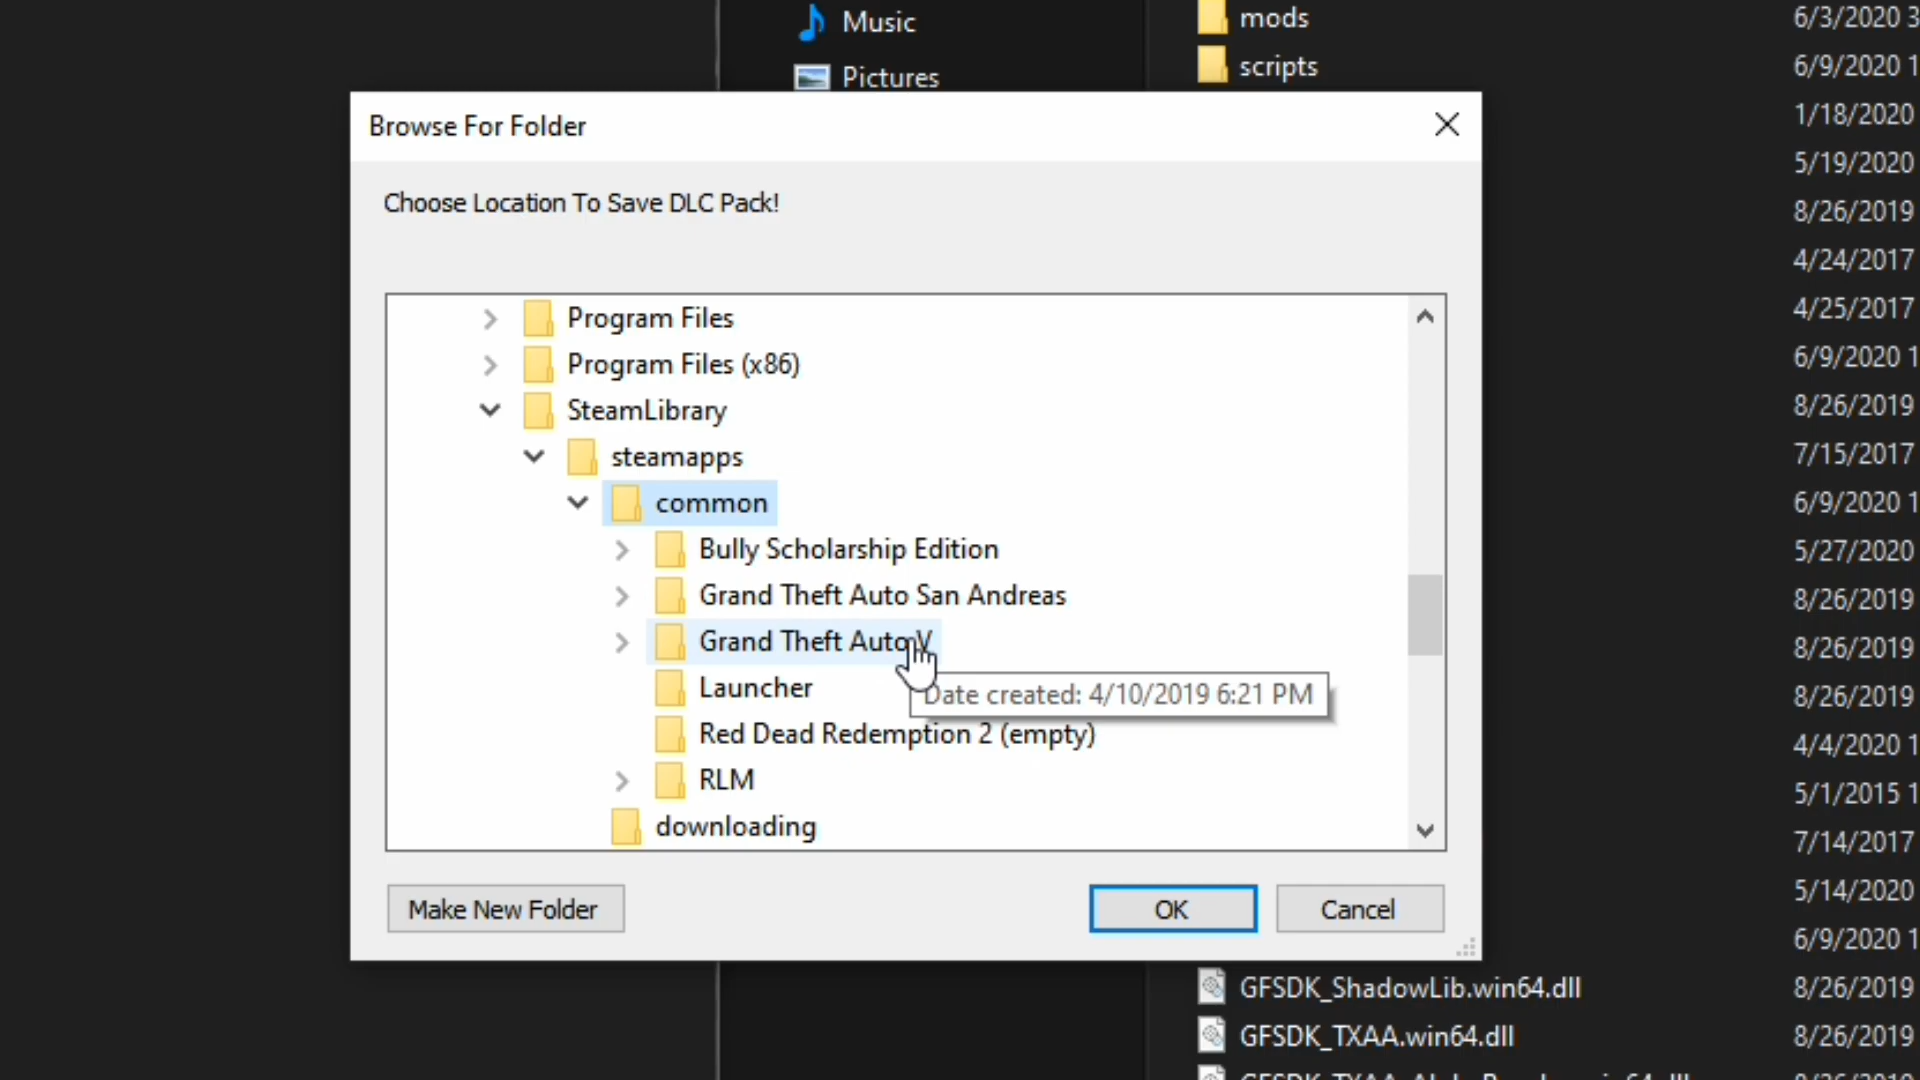 Music
mods
6/3/2020 3
Pictures
scripts
6/9/2020 1
Browse For Folder
1/18/2020
5/19/2020
Choose Location To Save DLC Pack!
8/26/2019
4/24/2017
Program Files
4/25/2017
Program Files (x86)
6/9/2020 1
SteamLibrary
8/26/2019
steamapps
7/15/2017
common
6/9/2020 1
Bully Scholarship Edition
5/27/2020
Grand Theft Auto San Andreas
8/26/2019
Grand Theft Auto V
8/26/2019
Launcher
Date created: 4/10/2019 6:21 PM
8/26/2019
Red Dead Redemption 2 (empty)
4/4/2020 1
RLM
5/1/2015 1
downloading
7/14/2017
5/14/2020
Make New Folder
OK
Cancel
6/9/2020 1
GFSDK_ShadowLib.win64.dll
8/26/2019
GFSDK_TXAA.win64.dll
8/26/2019